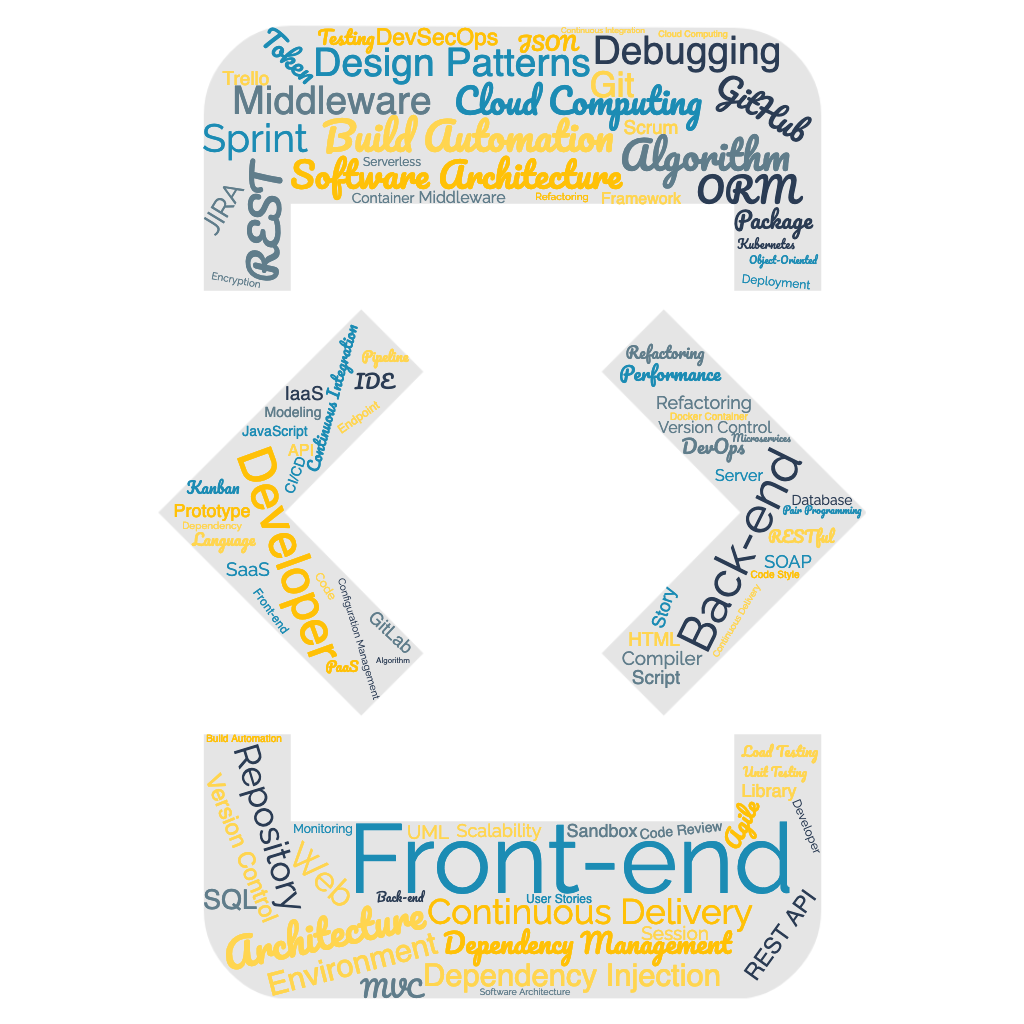 Continuous Integration
Cloud Computing
Testing
DevSecOps
JSON
Token
Design Patterns
Debugging
Trello
Git
Middleware
Cloud Computing
GitHub
Sprint
Build Automation
Scrum
Algorithm
Serverless
Software Architecture
ORM
JIRA
REST
Container
Middleware
Refactoring
Framework
Package
Kubernetes
Object-Oriented
Encryption
Deployment
Continuous Integration
Pipeline
IDE
IaaS
Modeling
Endpoint
JavaScript
API
CI/CD
Developer
Kanban
Prototype
Dependency
Language
SaaS
Code
Front-end
Configuration Management
GitLab
Algorithm
PaaS
Refactoring
Performance
Refactoring
Docker Container
Version Control
Microservices
DevOps
Server
Back-end
Database
Pair Programming
RESTful
SOAP
Code Style
Continuous Delivery
Story
HTML
Compiler
Script
Build Automation
Repository
Version Control
Load Testing
Unit Testing
Library
Agile
Developer
Monitoring
UML
Scalability
Sandbox
Code Review
Front-end
Web
SQL
Back-end
User Stories
Continuous Delivery
REST API
Architecture
Session
Dependency Management
Environment
Dependency Injection
MVC
Software Architecture